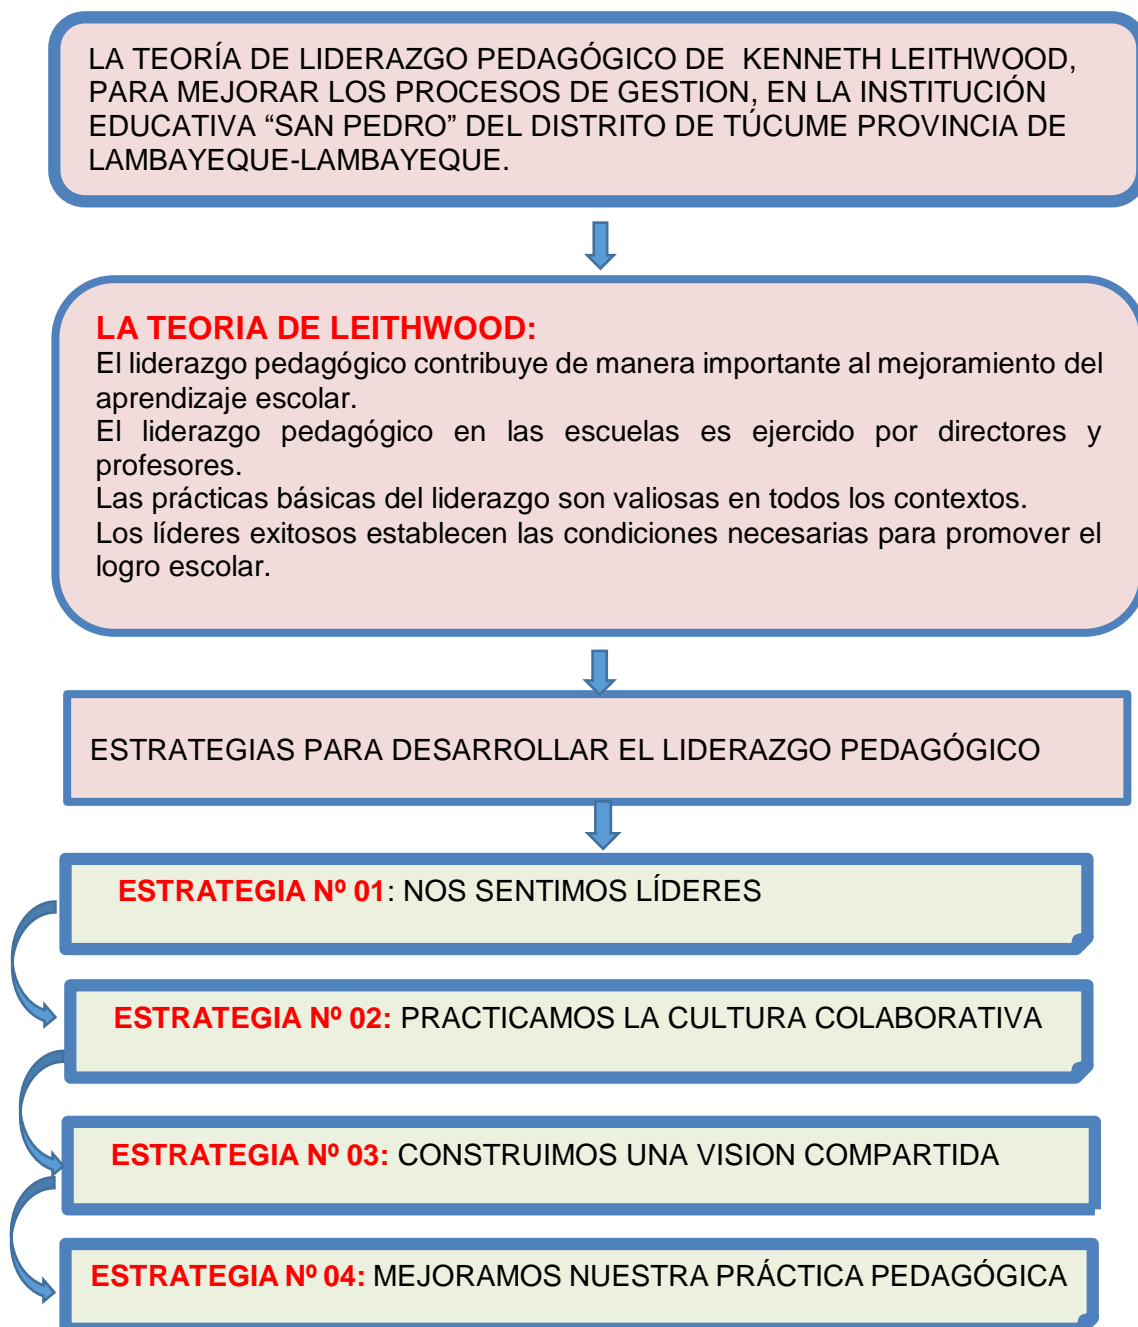 LA TEORÍA DE LIDERAZGO PEDAGÓGICO DE KENNETH LEITHWOOD,
PARA MEJORAR LOS PROCESOS DE GESTION, EN LA INSTITUCIÓN
EDUCATIVA “SAN PEDRO” DEL DISTRITO DE TÚCUME PROVINCIA DE
LAMBAYEQUE-LAMBAYEQUE.
LA TEORIA DE LEITHWOOD:
El liderazgo pedagógico contribuye de manera importante al mejoramiento del
aprendizaje escolar.
El liderazgo pedagógico en las escuelas es ejercido por directores y
profesores.
Las prácticas básicas del liderazgo son valiosas en todos los contextos.
Los líderes exitosos establecen las condiciones necesarias para promover el
logro escolar.
ESTRATEGIAS PARA DESARROLLAR EL LIDERAZGO PEDAGÓGICO
ESTRATEGIA Nº 01: NOS SENTIMOS LÍDERES
ESTRATEGIA Nº 02: PRACTICAMOS LA CULTURA COLABORATIVA
ESTRATEGIA Nº 03: CONSTRUIMOS UNA VISION COMPARTIDA
ESTRATEGIA Nº 04: MEJORAMOS NUESTRA PRÁCTICA PEDAGÓGICA